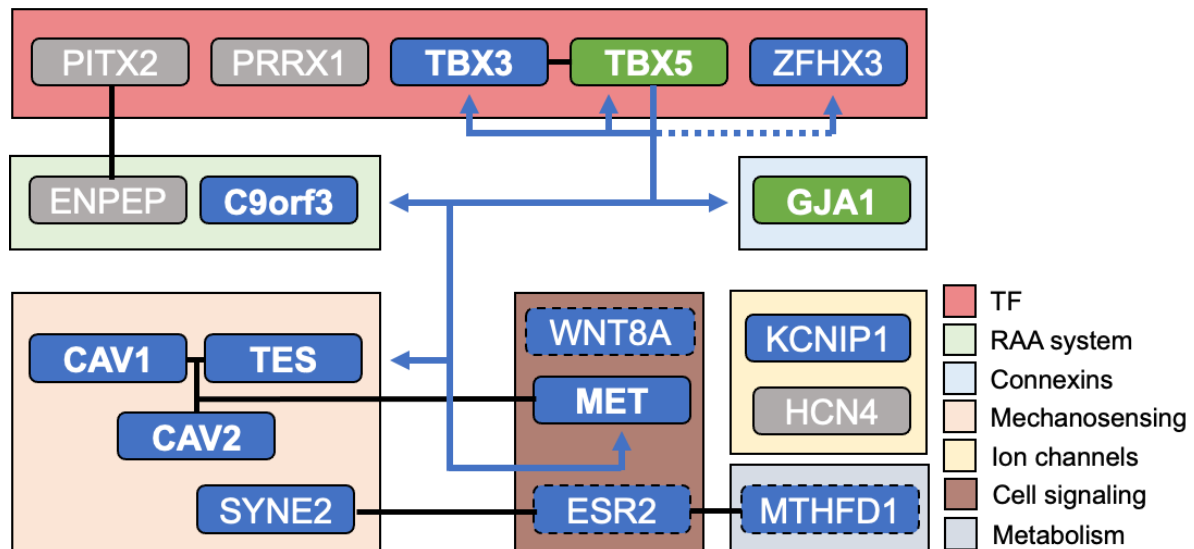 PITX2 PRRX1 TBX3 TBX5 ZFHX3
ENPEP C9orf3 GJA1
CAV1 TES
CAV2
SYNE2
WNT8A
MET
ESR2
KCNIP1
HCN4
MTHFD1
TF
RAA system
Connexins
Mechanosensing
Ion channels
Cell signaling
Metabolism